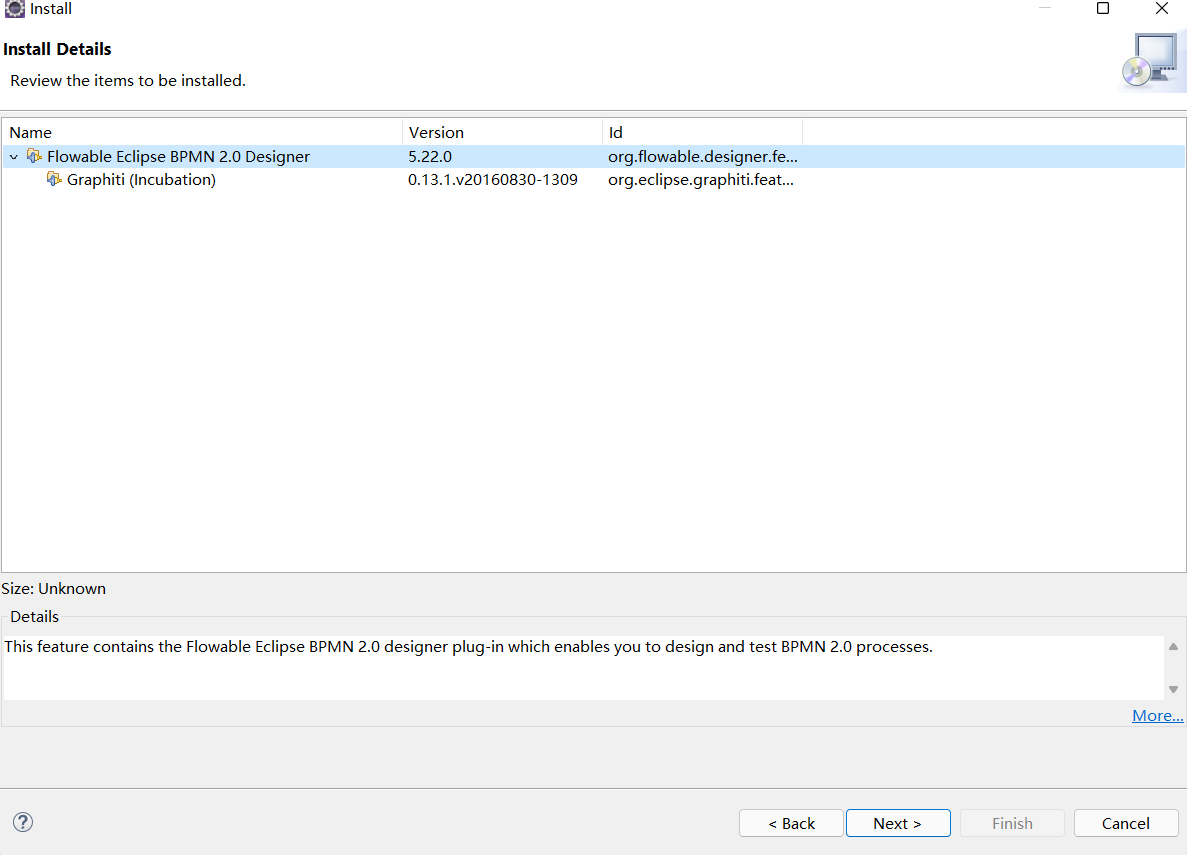 Install
Install Details
Review the items to be installed.
Name Version Id
Flowable Eclipse BPMN 2.0 Designer 5.22.0 org.flowable.designer.fe...
Graphiti (Incubation) 0.13.1.v20160830-1309 org.eclipse.graphiti.feat...
Size: Unknown
Details
This feature contains the Flowable Eclipse BPMN 2.0 designer plug-in which enables you to design and test BPMN 2.0 processes.
More...
? < Back Next > Finish Cancel